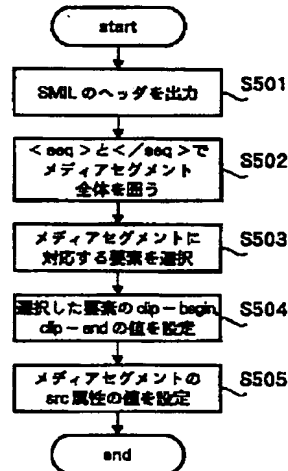 start
SMILのヘッダを出力
S501
<seq>と</seq>で
メディアセグメント
全体を囲う
S502
メディアセグメントに
対応する要素を選択
S503
選択した要素のclip-begin,
clip-endの値を設定
S504
メディアセグメントの
src属性の値を設定
S505
end